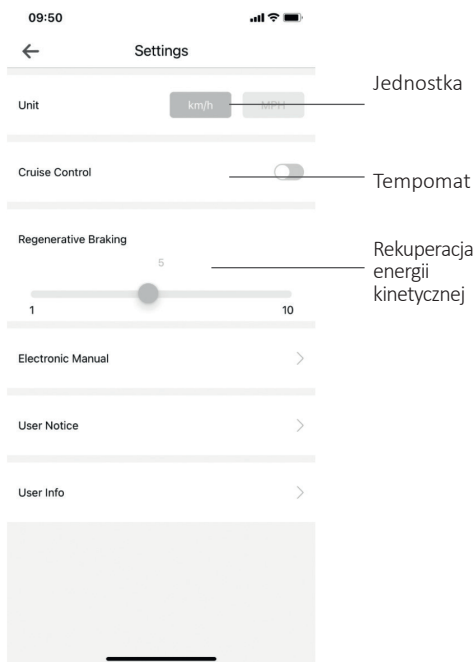 09:50
Settings
Unit
km/h
MPH
Jednostka
Cruise Control
Tempomat
Regenerative Braking
5
1
10
Rekuperacja
energii
kinetycznej
Electronic Manual
User Notice
User Info